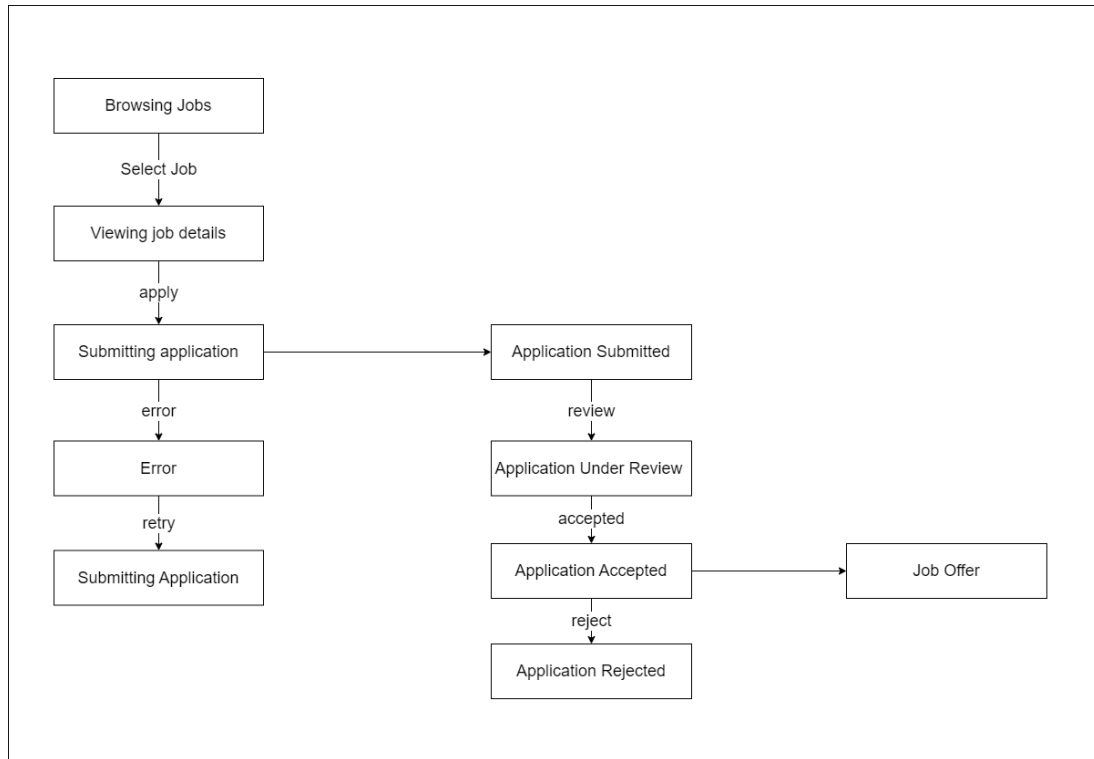 Browsing Jobs
Select Job
Viewing job details
apply
Submitting application
error
Error
retry
Submitting Application
Application Submitted
review
Application Under Review
accepted
Application Accepted
reject
Application Rejected
Job Offer